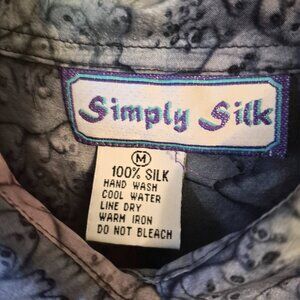 Simply Silk
M
100% SILK
HAND WASH
COOL WATER
LINE DRY
WARM IRON
DO NOT BLEACH